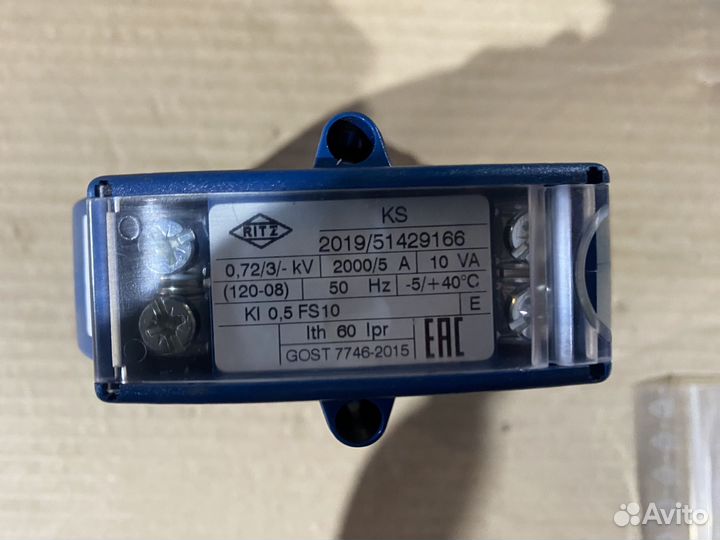 RITZ
KS
2019/51429166
0,72/3/- kV 2000/5 A 10 VA
(120-08) 50 Hz -5/+40°C
Kl 0,5 FS10 E
Ith 60 Ipr
GOST 7746-2015 EAC
Avito